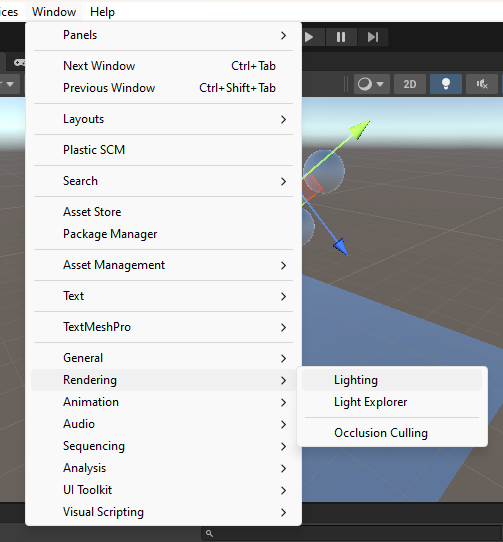 ces Window Help
Panels
Next Window Ctrl+Tab
Previous Window Ctrl+Shift+Tab
2D
Layouts
Plastic SCM
Search
Asset Store
Package Manager
Asset Management
Text
TextMeshPro
General
Rendering
Lighting
Animation
Light Explorer
Audio
Occlusion Culling
Sequencing
Analysis
UI Toolkit
Visual Scripting